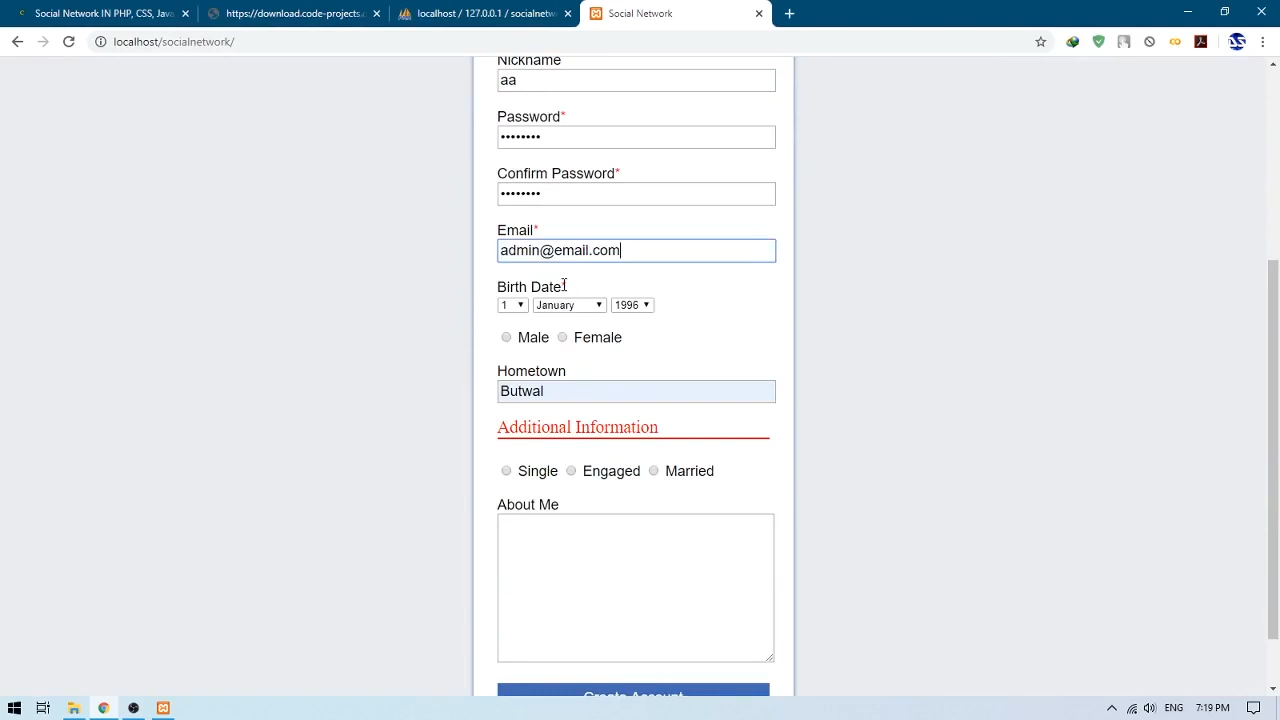 Social Network IN PHP, CSS, Java
https://download.code-projects.o
localhost / 127.0.0.1 / socialnetw
Social Network
localhost/socialnetwork/
Nickname
aa
Password*
••••••••
Confirm Password*
••••••••
Email*
admin@email.com
Birth Date
1 January 1996
Male Female
Hometown
Butwal
Additional Information
Single Engaged Married
About Me
Create Account
ENG 7:19 PM